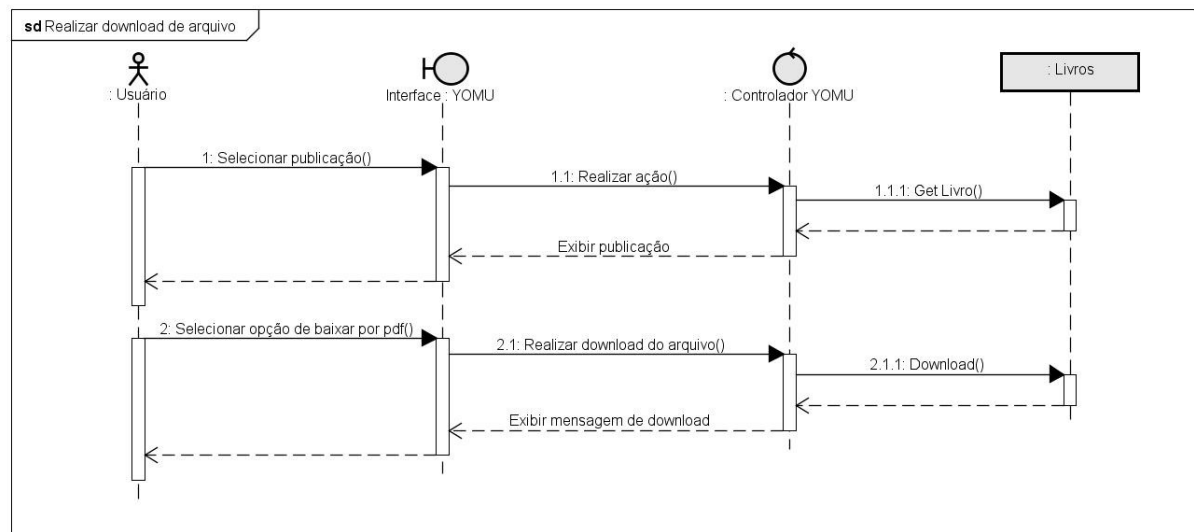 sd Realizar download de arquivo
: Usuário
Interface : YOMU
: Controlador YOMU
: Livros
1: Selecionar publicação()
1.1: Realizar ação()
1.1.1: Get Livro()
Exibir publicação
2: Selecionar opção de baixar por pdf()
2.1: Realizar download do arquivo()
2.1.1: Download()
Exibir mensagem de download